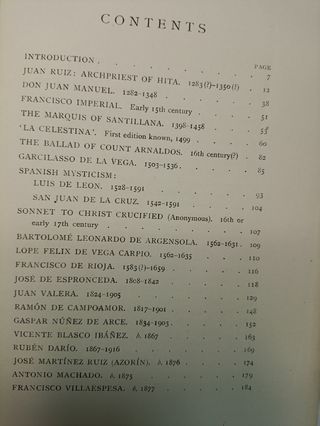 CONTENTS
PAGE
INTRODUCTION . . . . . . . 7
JUAN RUIZ: ARCHPRIEST OF HITA. 1283(?)–1350(?) . 12
DON JUAN MANUEL. 1282–1348 . . . . 38
FRANCISCO IMPERIAL. Early 15th century . . . 51
THE MARQUIS OF SANTILLANA. 1398–1458 . . 55
‘LA CELESTINA’. First edition known, 1499 . . . 60
THE BALLAD OF COUNT ARNALDOS. 16th century(?) . 82
GARCILASSO DE LA VEGA. 1503–1536 . . . . 85
SPANISH MYSTICISM:
LUIS DE LEON. 1528–1591 . . . . 93
SAN JUAN DE LA CRUZ. 1542–1591 . . . 104
SONNET TO CHRIST CRUCIFIED (Anonymous). 16th or
early 17th century . . . . . . 107
BARTOLOMÉ LEONARDO DE ARGENSOLA. 1562–1631. 109
LOPE FELIX DE VEGA CARPIO. 1562–1635 . . 110
FRANCISCO DE RIOJA. 1583(?)–1659 . . . 116
JOSÉ DE ESPRONCEDA. 1808–1842 . . . 118
JUAN VALERA. 1824–1905 . . . . . 129
RAMÓN DE CAMPOAMOR. 1817–1901 . . . 148
GASPAR NÚÑEZ DE ARCE. 1834–1903 . . . 152
VICENTE BLASCO IBÁÑEZ. b. 1867 . . . 163
RUBÉN DARÍO. 1867–1916 . . . . 169
JOSÉ MARTÍNEZ RUIZ (AZORÍN). b. 1876 . . 174
ANTONIO MACHADO. b. 1875 . . . . 179
FRANCISCO VILLAESPESA. b. 1877 . . . 184